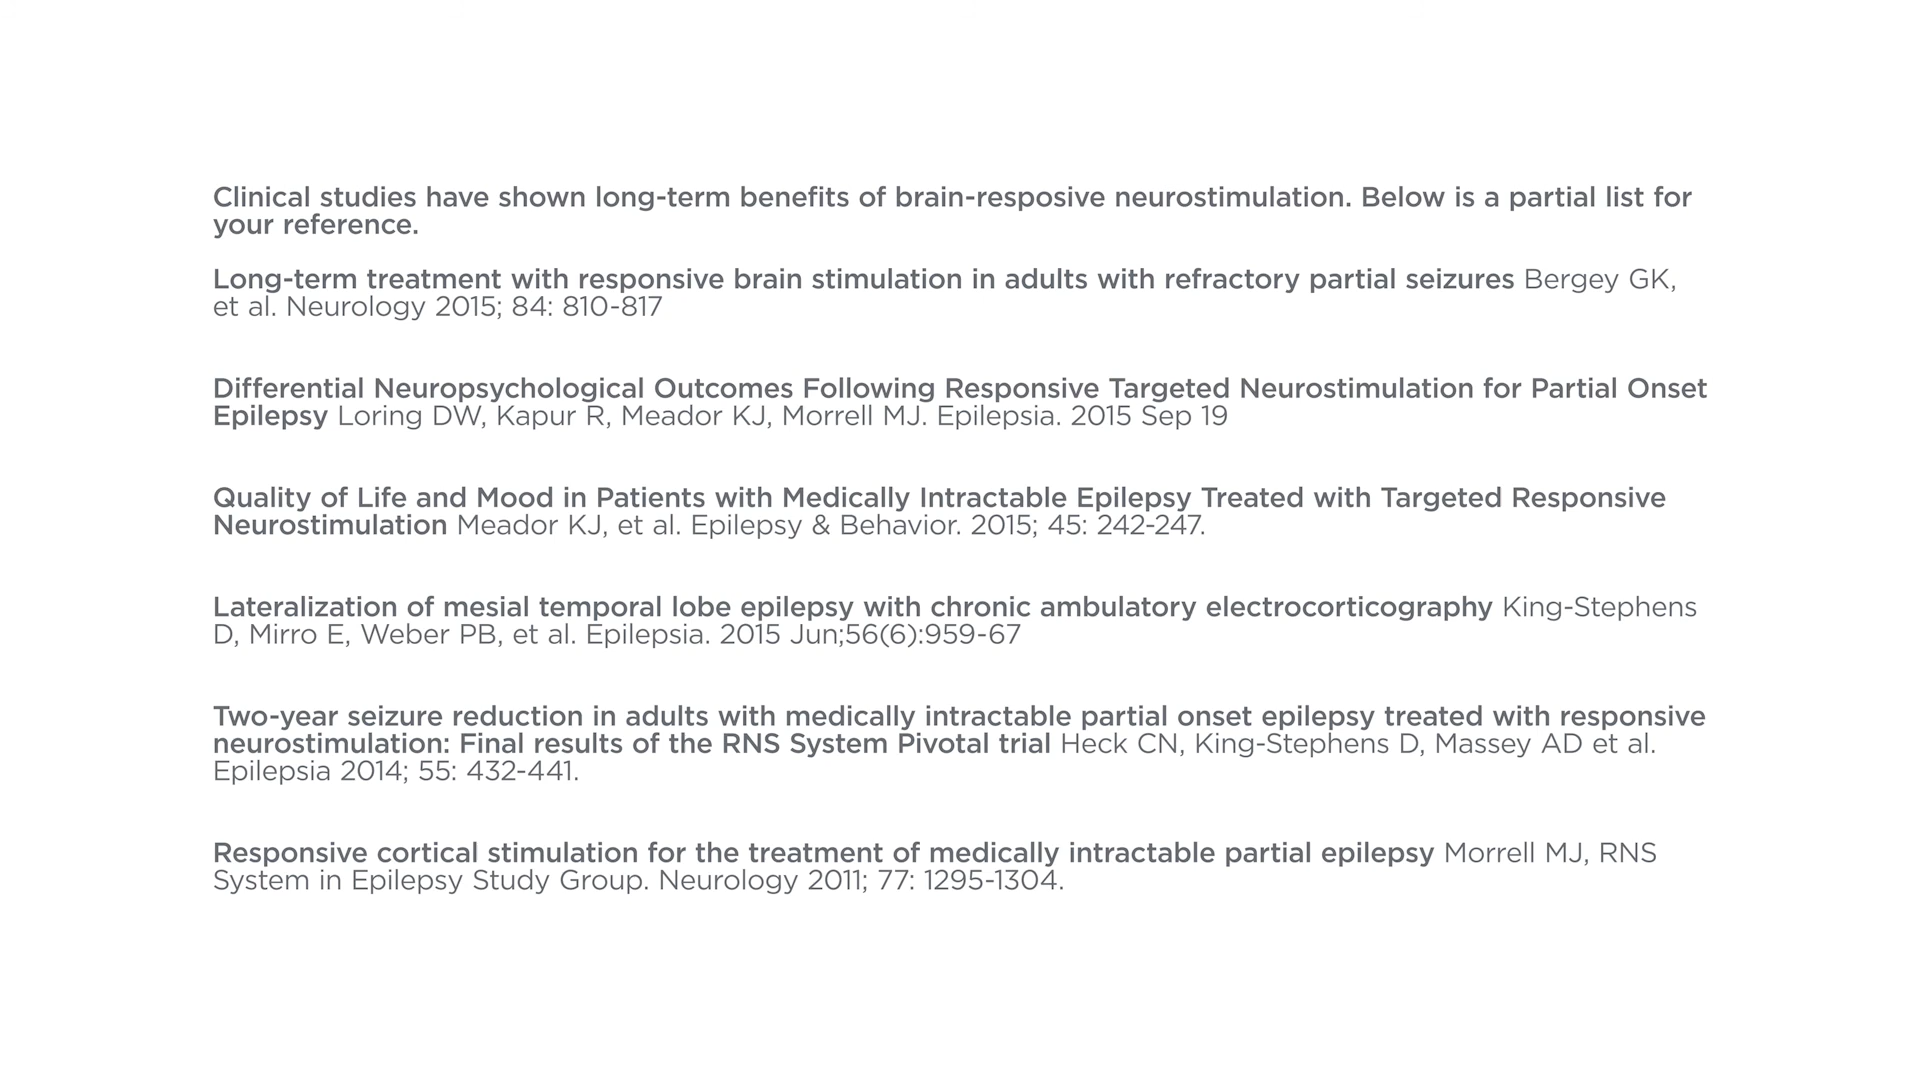 Clinical studies have shown long-term benefits of brain-resposive neurostimulation. Below is a partial list for
your reference.
Long-term treatment with responsive brain stimulation in adults with refractory partial seizures Bergey GK,
et al. Neurology 2015; 84: 810-817
Differential Neuropsychological Outcomes Following Responsive Targeted Neurostimulation for Partial Onset
Epilepsy Loring DW, Kapur R, Meador KJ, Morrell MJ. Epilepsia. 2015 Sep 19
Quality of Life and Mood in Patients with Medically Intractable Epilepsy Treated with Targeted Responsive
Neurostimulation Meador KJ, et al. Epilepsy & Behavior. 2015; 45: 242-247.
Lateralization of mesial temporal lobe epilepsy with chronic ambulatory electrocorticography King-Stephens
D, Mirro E, Weber PB, et al. Epilepsia. 2015 Jun;56(6):959-67
Two-year seizure reduction in adults with medically intractable partial onset epilepsy treated with responsive
neurostimulation: Final results of the RNS System Pivotal trial Heck CN, King-Stephens D, Massey AD et al.
Epilepsia 2014; 55: 432-441.
Responsive cortical stimulation for the treatment of medically intractable partial epilepsy Morrell MJ, RNS
System in Epilepsy Study Group. Neurology 2011; 77: 1295-1304.